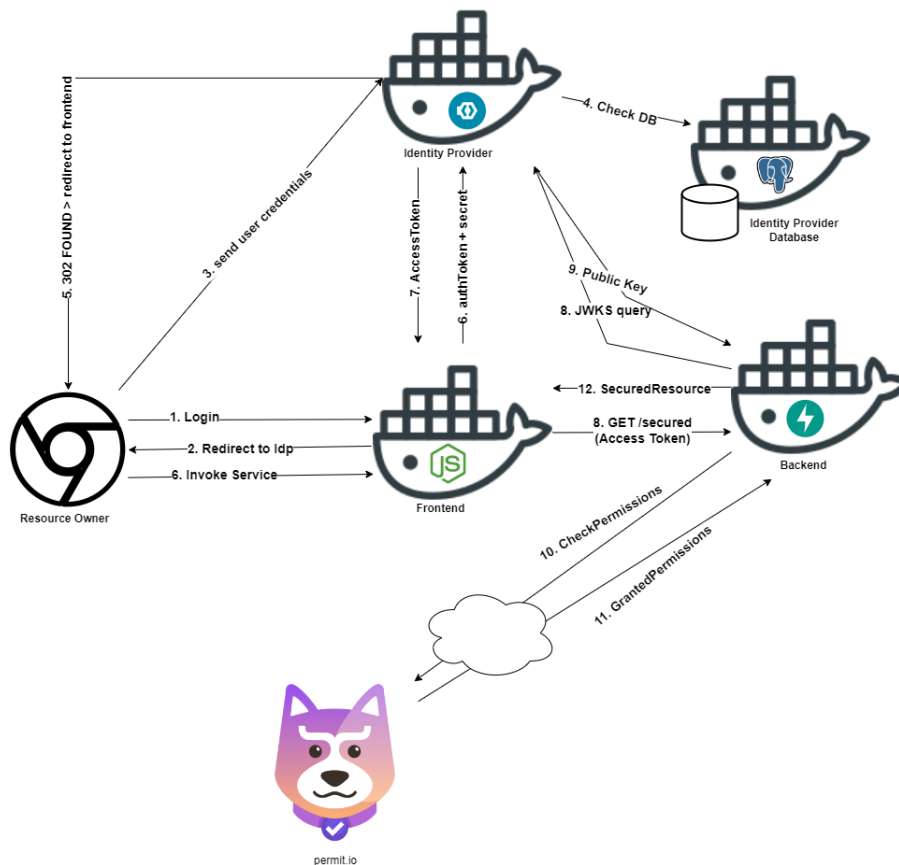 4. Check DB
Identity Provider
Identity Provider
Database
5. 302 FOUND > redirect to frontend
3. send user credentials
7. AccessToken
6. authToken + secret
9. Public Key
8. JWKS query
1. Login
2. Redirect to Idp
6. Invoke Service
JS
12. SecuredResource
8. GET /secured
(Access Token)
Resource Owner
Frontend
Backend
10. CheckPermissions
11. GrantedPermissions
permit.io